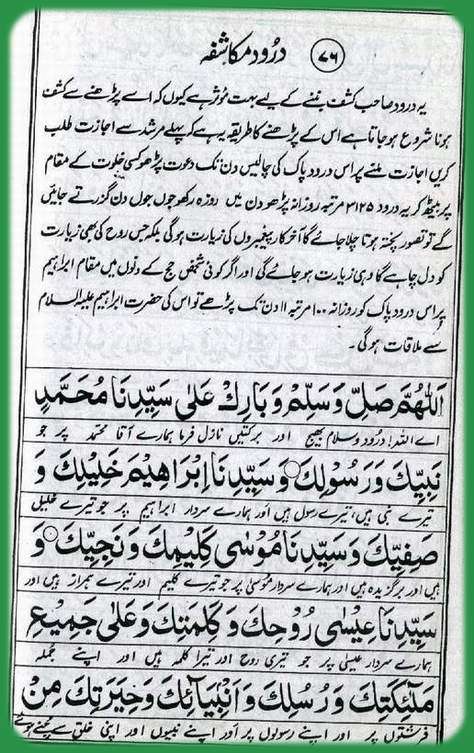 درود مکاشفہ ۷۶
یہ درود صاحب کشف بننے کے لیے بہت مؤثر ہے کیوں کہ اسے پڑھنے سے کشف
ہونا شروع ہو جاتا ہے اس کے پڑھنے کا طریقہ یہ ہے کہ پہلے مرشد سے اجازت طلب
کریں اجازت ملنے پر اس درود پاک کی چالیس دن تک دعوت پڑھو کسی خلوت کے مقام
پر بیٹھ کر یہ درود ۳۱۲۵ مرتبہ روزانہ پڑھو دن میں روزہ رکھو جوں جوں دن گزرتے جائیں
گے تو تصور پختہ ہوتا چلا جائے گا آخر کار پیغمبروں کی زیارت ہوگی بلکہ جس روح کی بھی زیارت
کو دل چاہے گا وہی زیارت ہو جائے گی اور اگر کوئی شخص حج کے دنوں میں مقام ابراہیم
پر اس درود پاک کو روزانہ ۱۰۰ مرتبہ ۱۱ دن تک پڑھے تو اس کی حضرت ابراہیم علیہ السلام
سے ملاقات ہوگی۔
اَللّٰهُمَّ صَلِّ وَسَلِّمْ وَبَارِكْ عَلٰى سَيِّدِنَا مُحَمَّدٍ
اے اللہ! درود و سلام بھیج اور برکتیں نازل فرما ہمارے آقا محمد پر جو
نَبِيِّكَ وَرَسُوْلِكَ وَسَيِّدِنَا اِبْرَاهِيْمَ خَلِيْلِكَ وَ
تیرے نبی ہیں، تیرے رسول ہیں اور ہمارے سردار ابراہیم پر جو تیرے خلیل
صَفِيِّكَ وَسَيِّدِنَا مُوْسٰى كَلِيْمِكَ وَنَجِيِّكَ وَ
ہیں اور برگزیدہ ہیں اور ہمارے سردار موسیٰ پر جو تیرے کلیم اور تیرے ہمراز ہیں اور
سَيِّدِنَا عِيْسٰى رُوْحِكَ وَكَلِمَتِكَ وَعَلٰى جَمِيْعِ
ہمارے سردار عیسیٰ پر جو تیری روح اور تیرا کلمہ ہیں اور اپنے جملہ
مَلٰٓئِكَتِكَ وَرُسُلِكَ وَاَنْبِيَآئِكَ وَخِيَرَتِكَ مِنْ
فرشتوں پر اور اپنے رسولوں پر اور اپنے نبیوں اور اپنی خلق سے چنے ہوئے